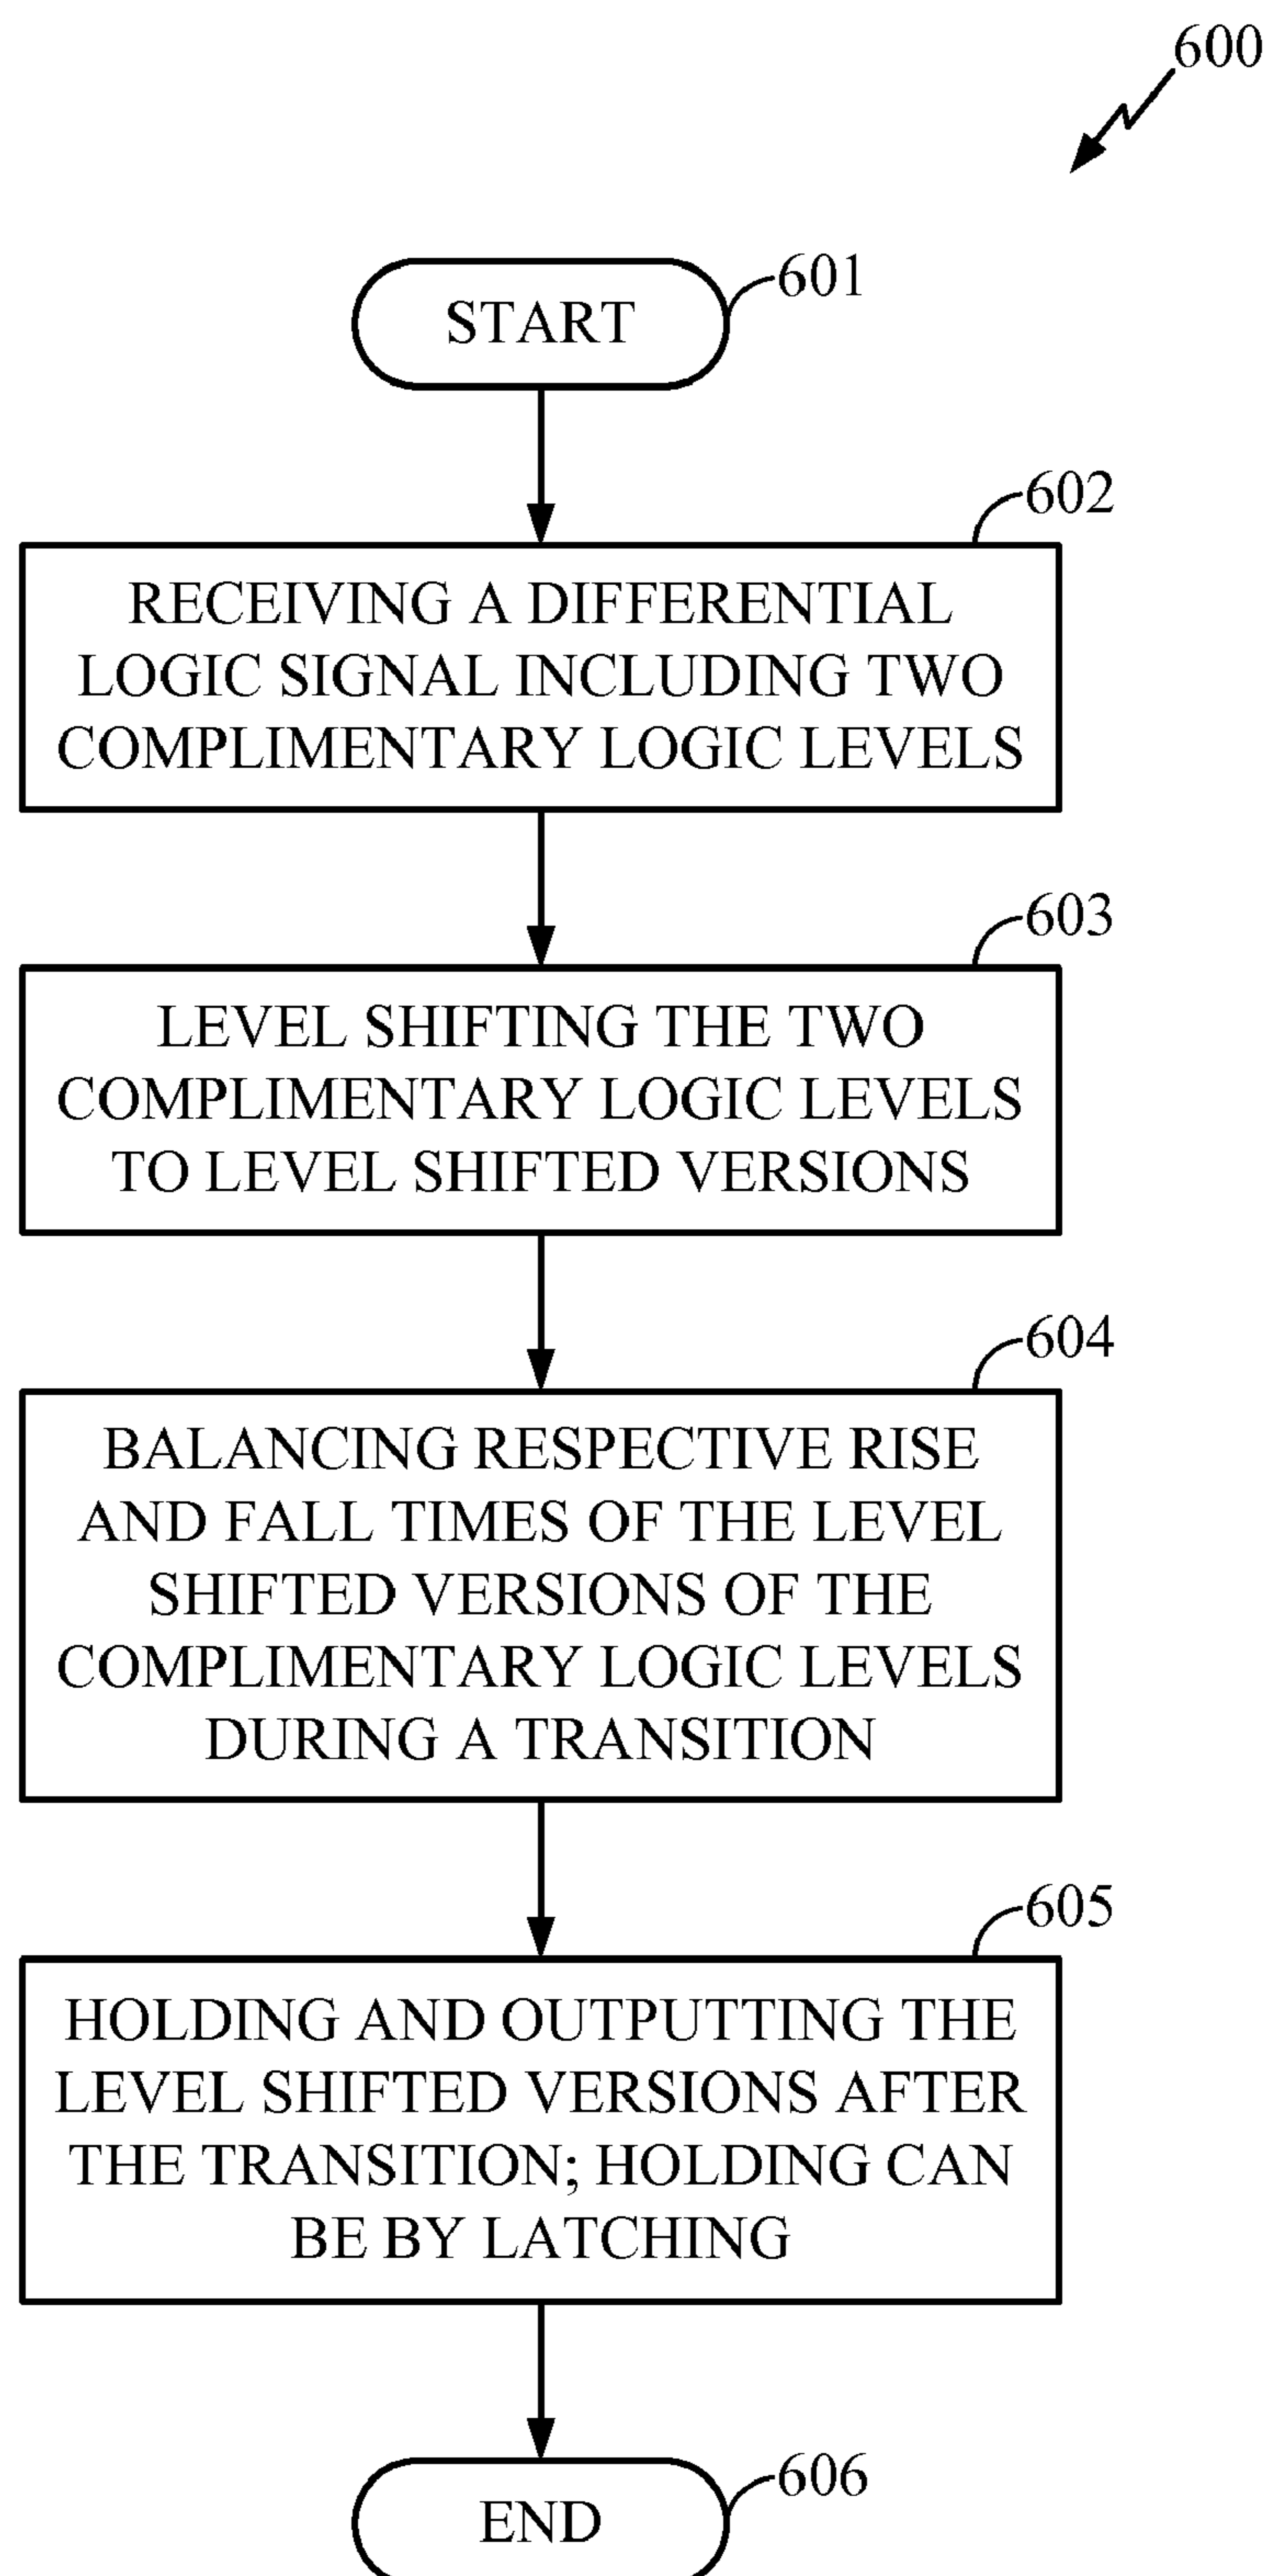 600
START
601
602
RECEIVING A DIFFERENTIAL
LOGIC SIGNAL INCLUDING TWO
COMPLIMENTARY LOGIC LEVELS
603
LEVEL SHIFTING THE TWO
COMPLIMENTARY LOGIC LEVELS
TO LEVEL SHIFTED VERSIONS
604
BALANCING RESPECTIVE RISE
AND FALL TIMES OF THE LEVEL
SHIFTED VERSIONS OF THE
COMPLIMENTARY LOGIC LEVELS
DURING A TRANSITION
605
HOLDING AND OUTPUTTING THE
LEVEL SHIFTED VERSIONS AFTER
THE TRANSITION; HOLDING CAN
BE BY LATCHING
606
END